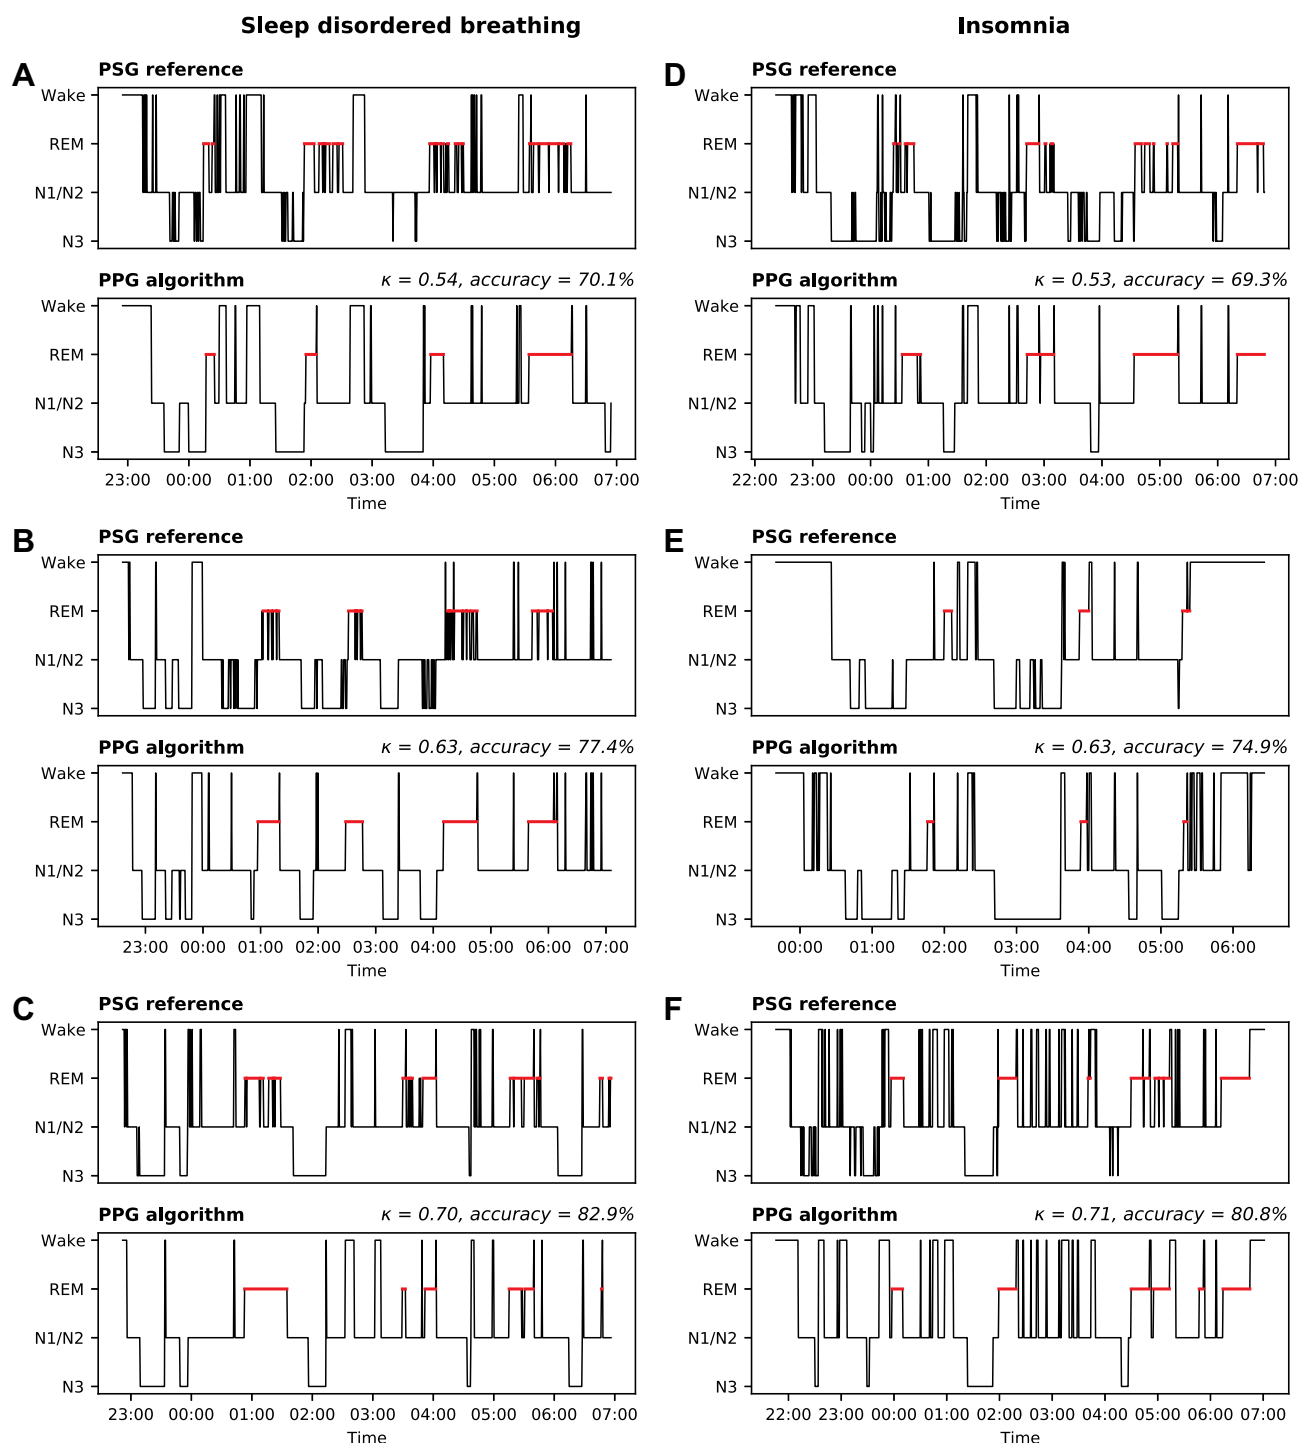 Sleep disordered breathing
Insomnia
A
PSG reference
Wake
REM
N1/N2
N3
PPG algorithm
κ = 0.54, accuracy = 70.1%
Wake
REM
N1/N2
N3
23:00 00:00 01:00 02:00 03:00 04:00 05:00 06:00 07:00
Time
D
PSG reference
Wake
REM
N1/N2
N3
PPG algorithm
κ = 0.53, accuracy = 69.3%
Wake
REM
N1/N2
N3
22:00 23:00 00:00 01:00 02:00 03:00 04:00 05:00 06:00 07:00
Time
B
PSG reference
Wake
REM
N1/N2
N3
PPG algorithm
κ = 0.63, accuracy = 77.4%
Wake
REM
N1/N2
N3
23:00 00:00 01:00 02:00 03:00 04:00 05:00 06:00 07:00
Time
E
PSG reference
Wake
REM
N1/N2
N3
PPG algorithm
κ = 0.63, accuracy = 74.9%
Wake
REM
N1/N2
N3
00:00 01:00 02:00 03:00 04:00 05:00 06:00
Time
C
PSG reference
Wake
REM
N1/N2
N3
PPG algorithm
κ = 0.70, accuracy = 82.9%
Wake
REM
N1/N2
N3
23:00 00:00 01:00 02:00 03:00 04:00 05:00 06:00 07:00
Time
F
PSG reference
Wake
REM
N1/N2
N3
PPG algorithm
κ = 0.71, accuracy = 80.8%
Wake
REM
N1/N2
N3
22:00 23:00 00:00 01:00 02:00 03:00 04:00 05:00 06:00 07:00
Time